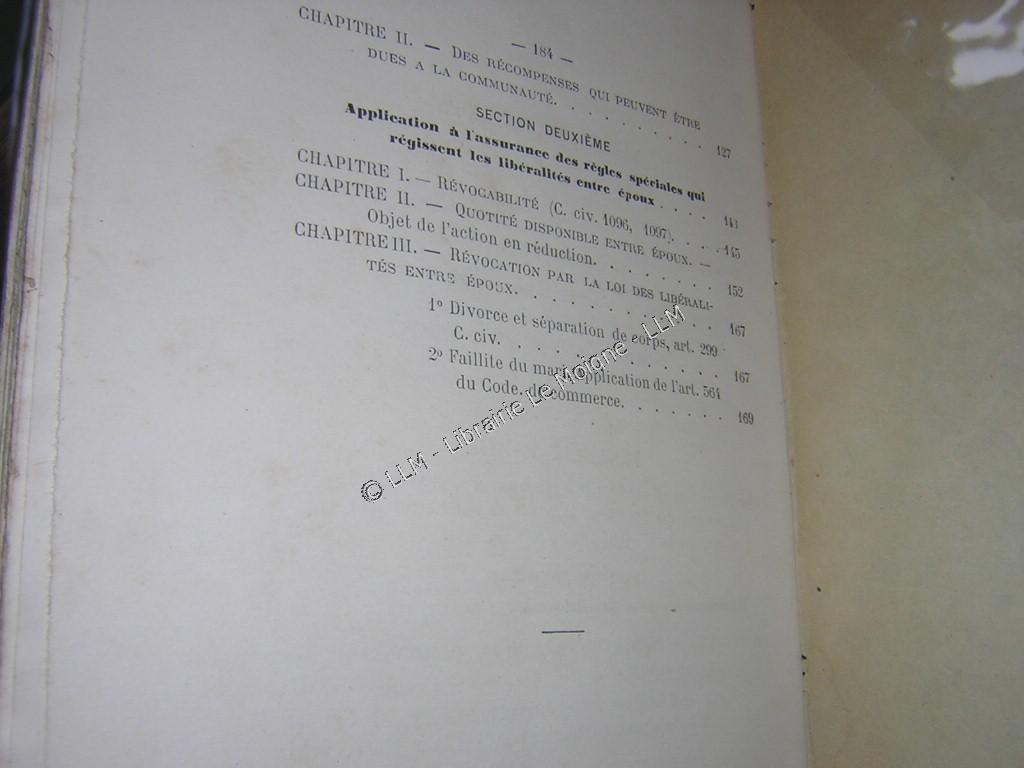 — 184 —
CHAPITRE II. — DES RÉCOMPENSES QUI PEUVENT ÊTRE
DUES A LA COMMUNAUTÉ. . . . . . . . . 127
SECTION DEUXIÈME
Application à l'assurance des règles spéciales qui
régissent les libéralités entre époux . . . .
CHAPITRE I. — RÉVOCABILITÉ (C. civ. 1096, 1097). . . . 145
CHAPITRE II. — QUOTITÉ DISPONIBLE ENTRE ÉPOUX. —
Objet de l'action en réduction. . . . . . . 152
CHAPITRE III. — RÉVOCATION PAR LA LOI DES LIBÉRALI-
TÉS ENTRE ÉPOUX. . . . . . . . . . 167
1º Divorce et séparation de corps, art. 299
C. civ. . . . . . . . . . . . 167
2º Faillite du mari, application de l'art. 564
du Code. de commerce. . . . . . . 169
© LLM - Librairie Le Moigne - LLM